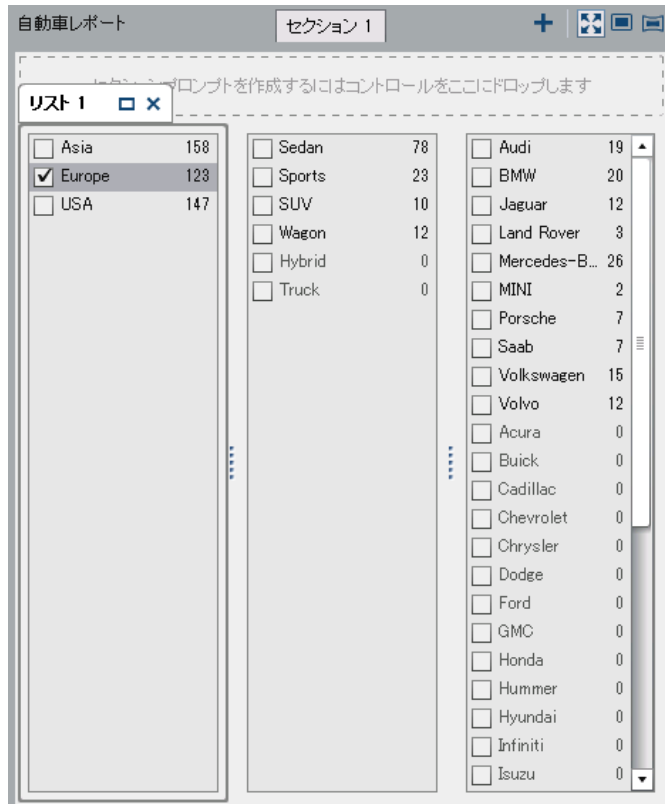 自動車レポート
セクション 1
セクションプロンプトを作成するにはコントロールをここにドロップします
リスト 1
Asia 158
Europe 123
USA 147
Sedan 78
Sports 23
SUV 10
Wagon 12
Hybrid 0
Truck 0
Audi 19
BMW 20
Jaguar 12
Land Rover 3
Mercedes-B... 26
MINI 2
Porsche 7
Saab 7
Volkswagen 15
Volvo 12
Acura 0
Buick 0
Cadillac 0
Chevrolet 0
Chrysler 0
Dodge 0
Ford 0
GMC 0
Honda 0
Hummer 0
Hyundai 0
Infiniti 0
Isuzu 0